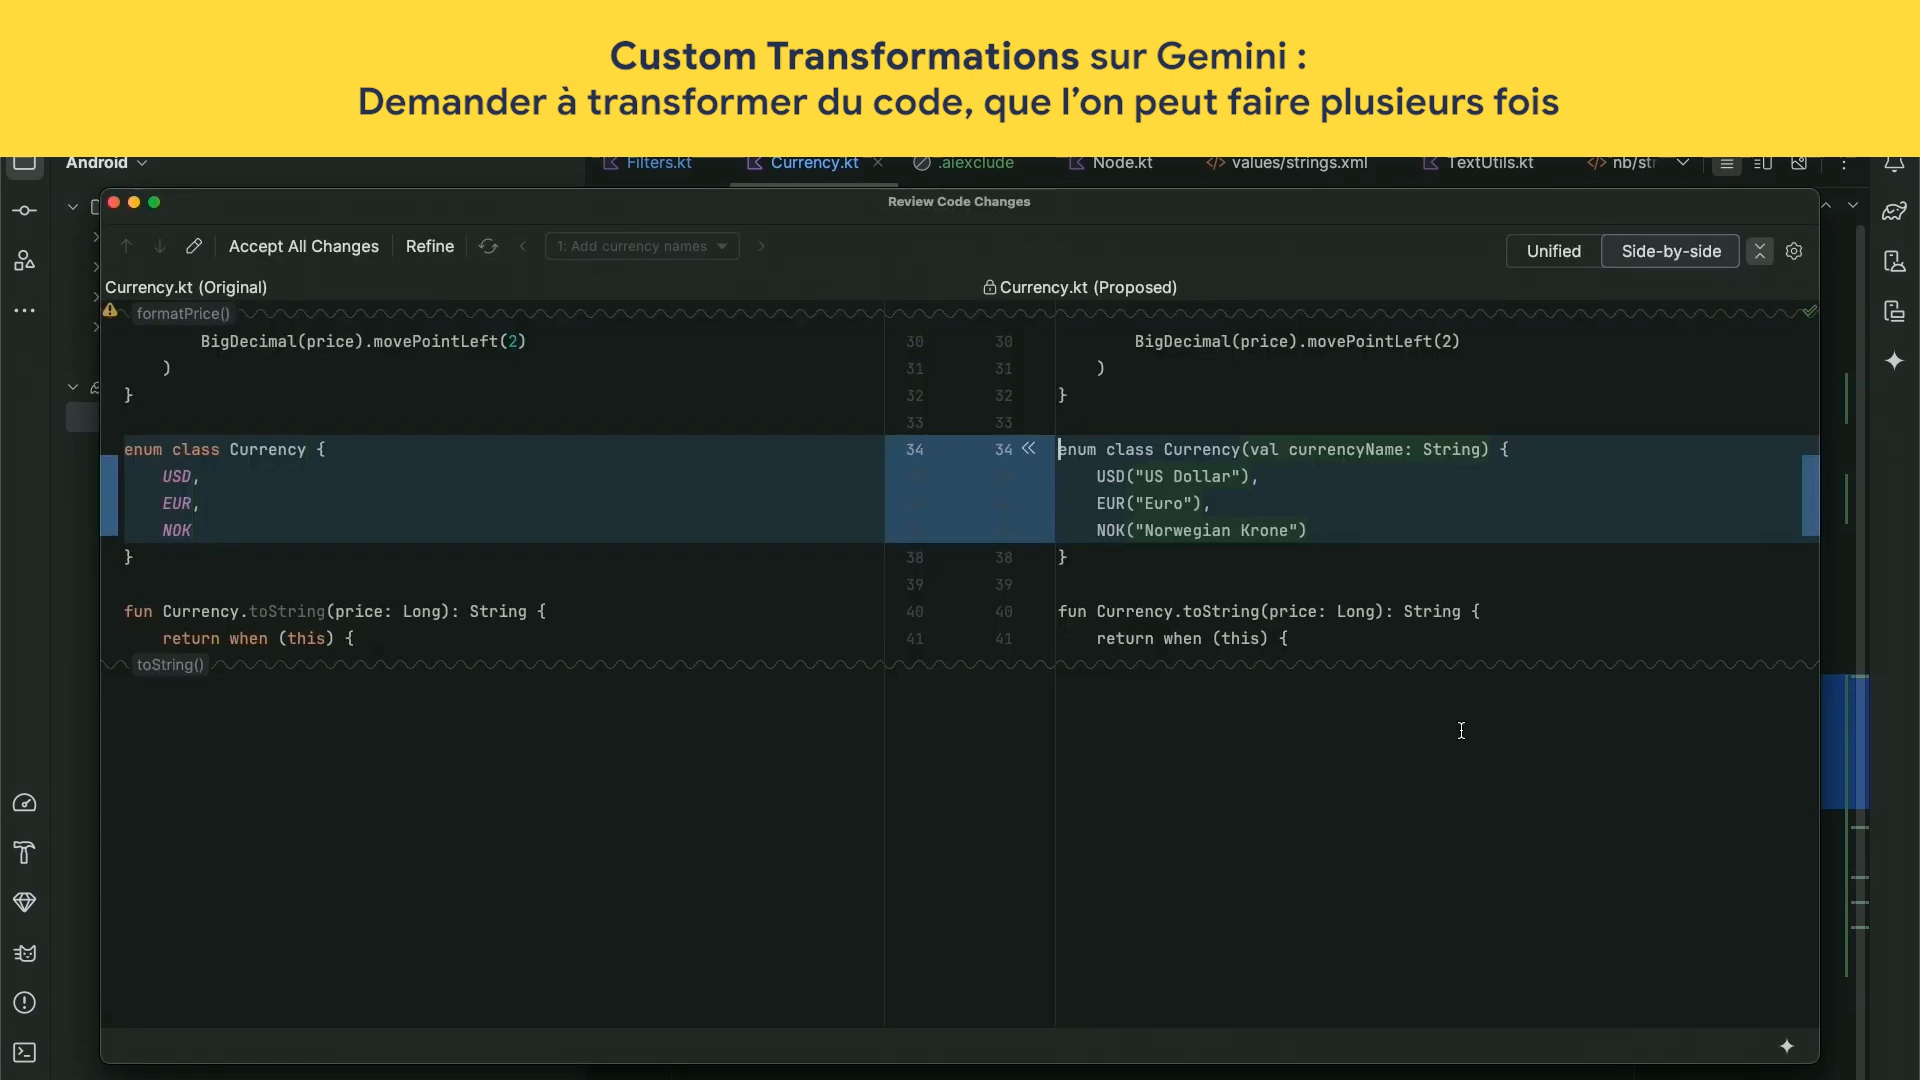 Custom Transformations sur Gemini :
Demander à transformer du code, que l'on peut faire plusieurs fois
Android
Filters.kt
Currency.kt
.aiexclude
Node.kt
values/strings.xml
TextUtils.kt
nb/str
Review Code Changes
Accept All Changes
Refine
1: Add currency names
Unified
Side-by-side
Currency.kt (Original)
Currency.kt (Proposed)
formatPrice()
BigDecimal(price).movePointLeft(2) 30 30 BigDecimal(price).movePointLeft(2)
) 31 31 )
} 32 32 }
33 33
enum class Currency { 34 34 enum class Currency(val currencyName: String) {
USD, USD("US Dollar"),
EUR, EUR("Euro"),
NOK NOK("Norwegian Krone")
} 38 38 }
39 39
fun Currency.toString(price: Long): String { 40 40 fun Currency.toString(price: Long): String {
return when (this) { 41 41 return when (this) {
toString()